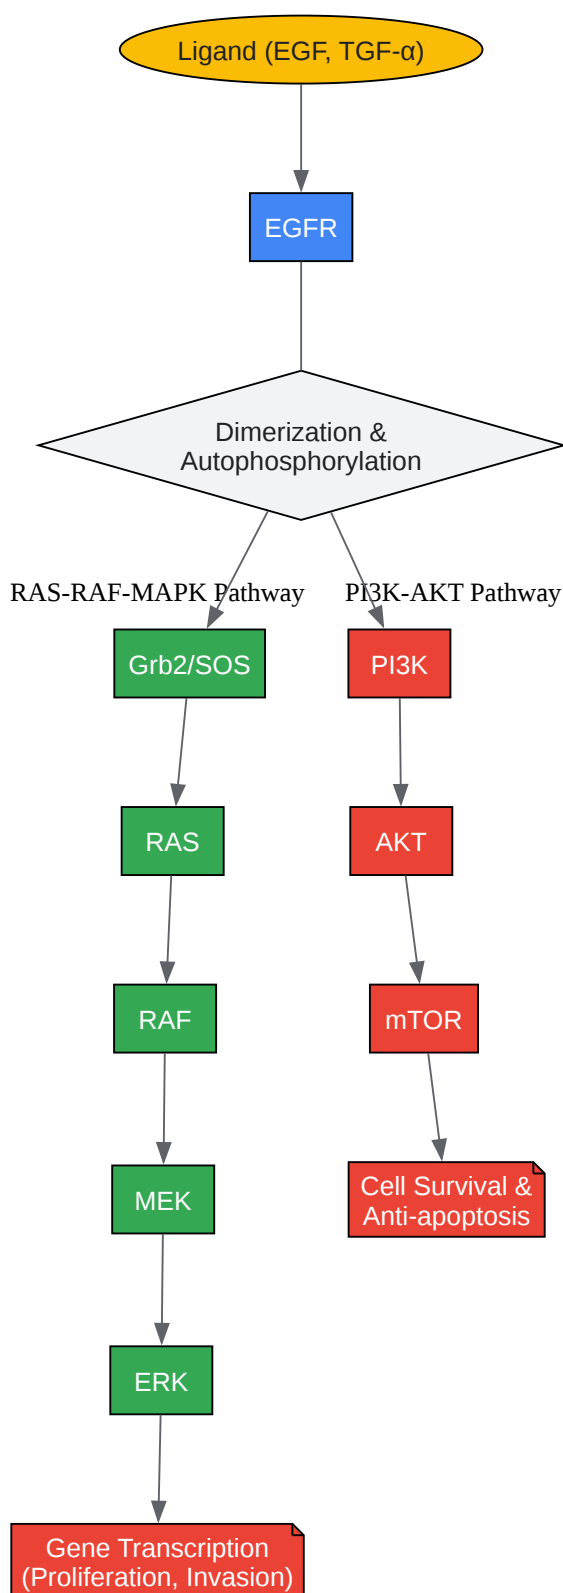 Ligand (EGF, TGF-α)
EGFR
Dimerization &
Autophosphorylation
RAS-RAF-MAPK Pathway
PI3K-AKT Pathway
Grb2/SOS
PI3K
RAS
AKT
RAF
mTOR
MEK
Cell Survival &
Anti-apoptosis
ERK
Gene Transcription
(Proliferation, Invasion)